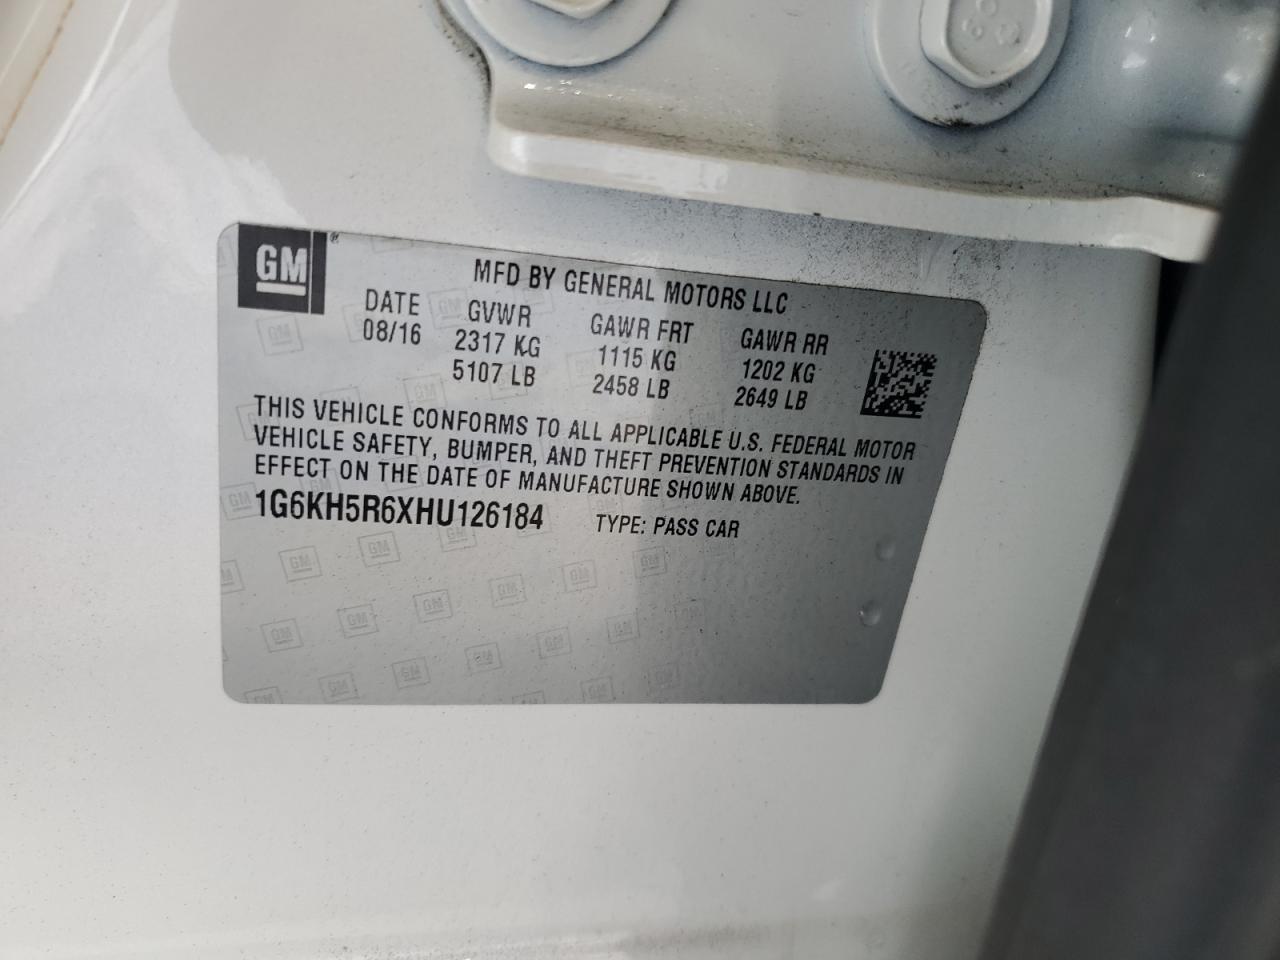 GM®
MFD BY GENERAL MOTORS LLC
DATE GVWR GAWR FRT GAWR RR
08/16 2317 KG 1115 KG 1202 KG
5107 LB 2458 LB 2649 LB
THIS VEHICLE CONFORMS TO ALL APPLICABLE U.S. FEDERAL MOTOR
VEHICLE SAFETY, BUMPER, AND THEFT PREVENTION STANDARDS IN
EFFECT ON THE DATE OF MANUFACTURE SHOWN ABOVE.
1G6KH5R6XHU126184 TYPE: PASS CAR